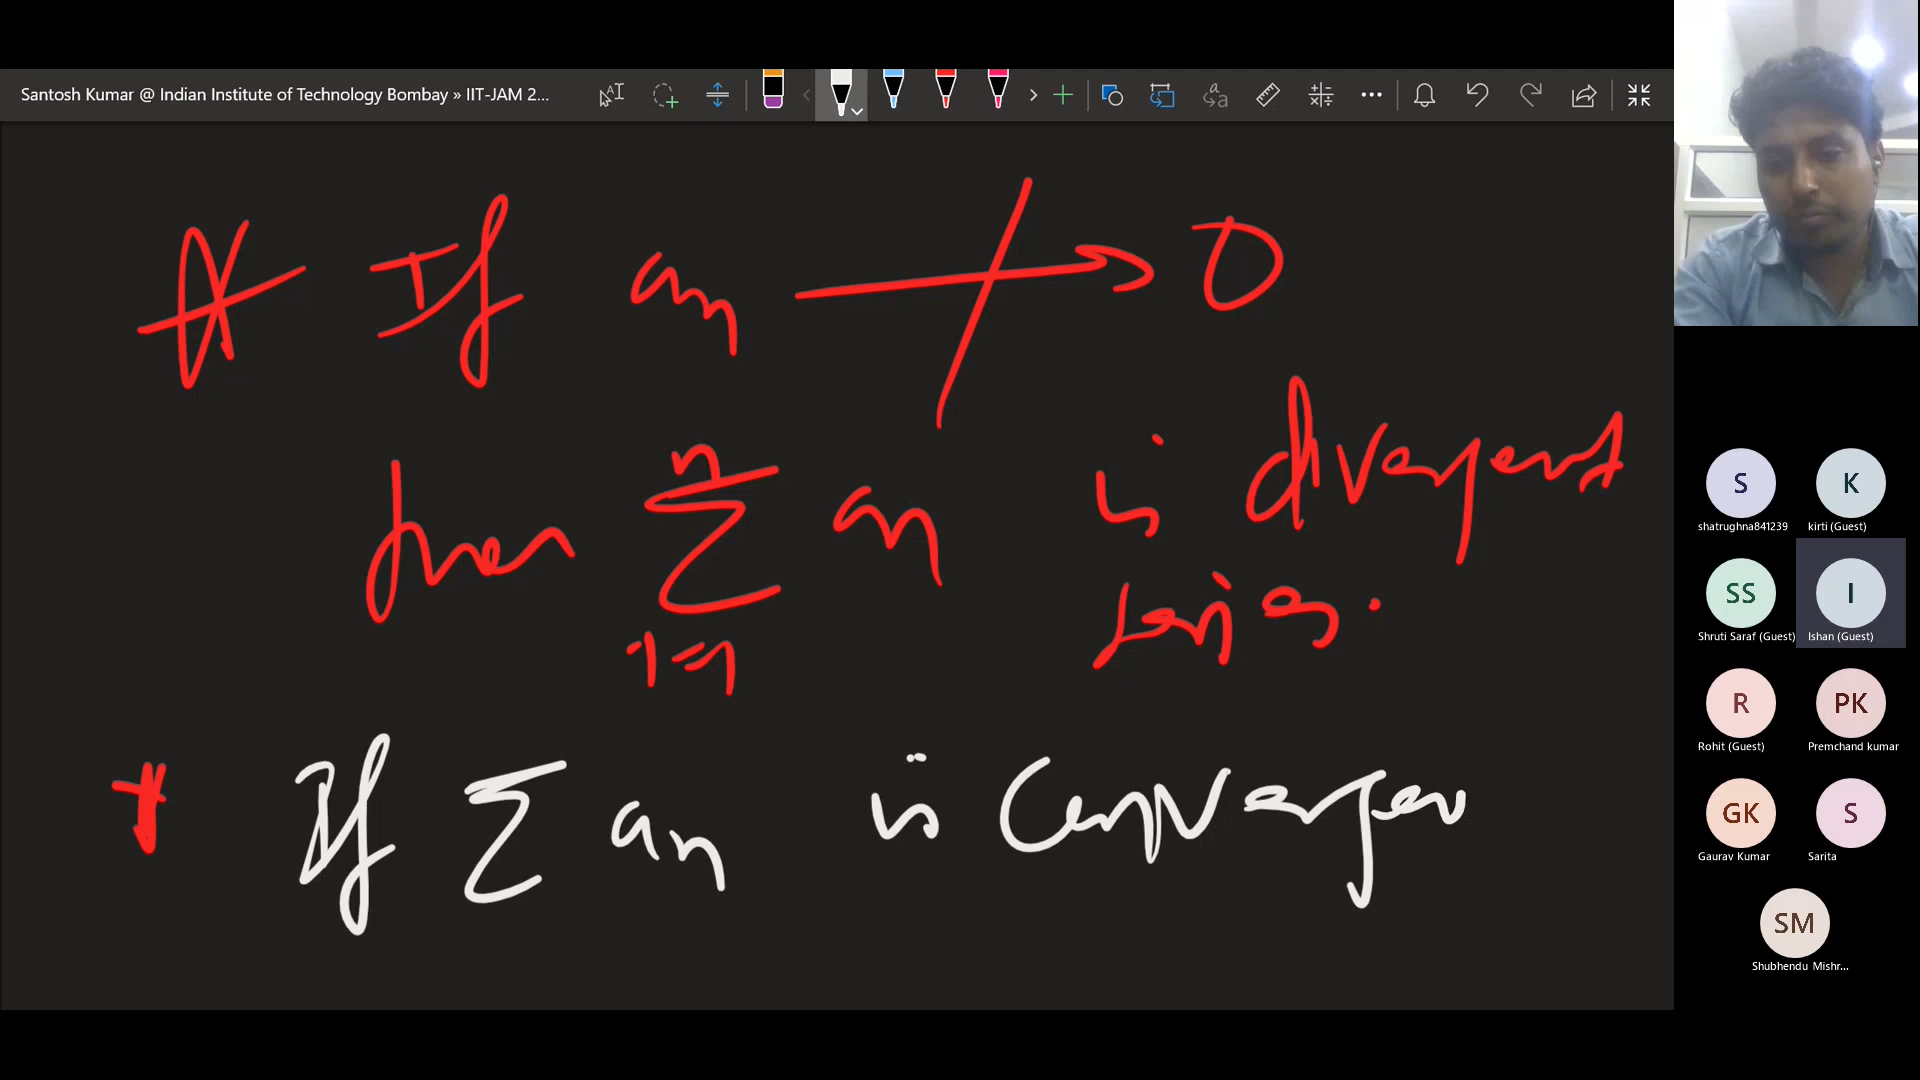 Santosh Kumar @ Indian Institute of Technology Bombay » IIT-JAM 2...
* If an ↛ 0
then n ∑ i=1 an is divergent
series.
* If ∑ an is Convergen
S K
shatrughna841239 kirti (Guest)
SS I
Shruti Saraf (Guest) Ishan (Guest)
R PK
Rohit (Guest) Premchand kumar
GK S
Gaurav Kumar Sarita
SM
Shubhendu Mishr...